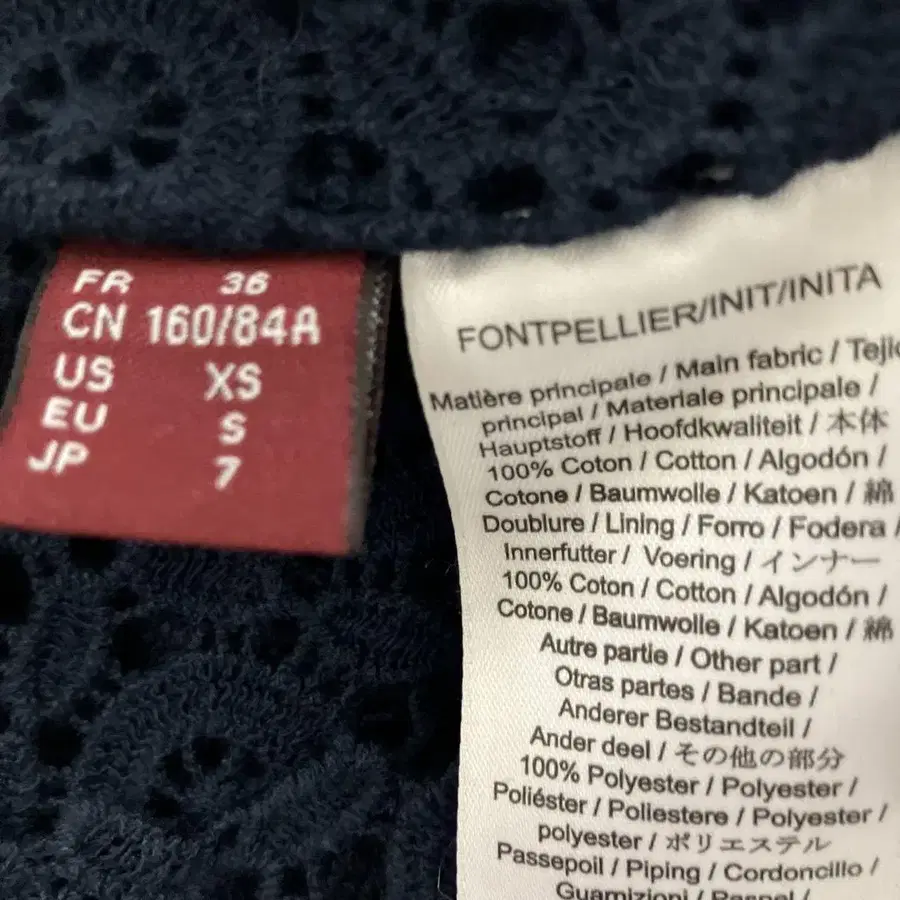 FR 36
CN 160/84A
US XS
EU S
JP 7
FONTPELLIER/INIT/INITA
Matière principale / Main fabric / Tejid
principal / Materiale principale /
Hauptstoff / Hoofdkwaliteit / 本体
100% Coton / Cotton / Algodón /
Cotone / Baumwolle / Katoen / 綿
Doublure / Lining / Forro / Fodera /
Innerfutter / Voering / インナー
100% Coton / Cotton / Algodón /
Cotone / Baumwolle / Katoen / 綿
Autre partie / Other part /
Otras partes / Bande /
Anderer Bestandteil /
Ander deel / その他の部分
100% Polyester / Polyester /
Poliéster / Poliestere / Polyester /
polyester / ポリエステル
Passepoil / Piping / Cordoncillo /
Guarnizioni / Paspel /